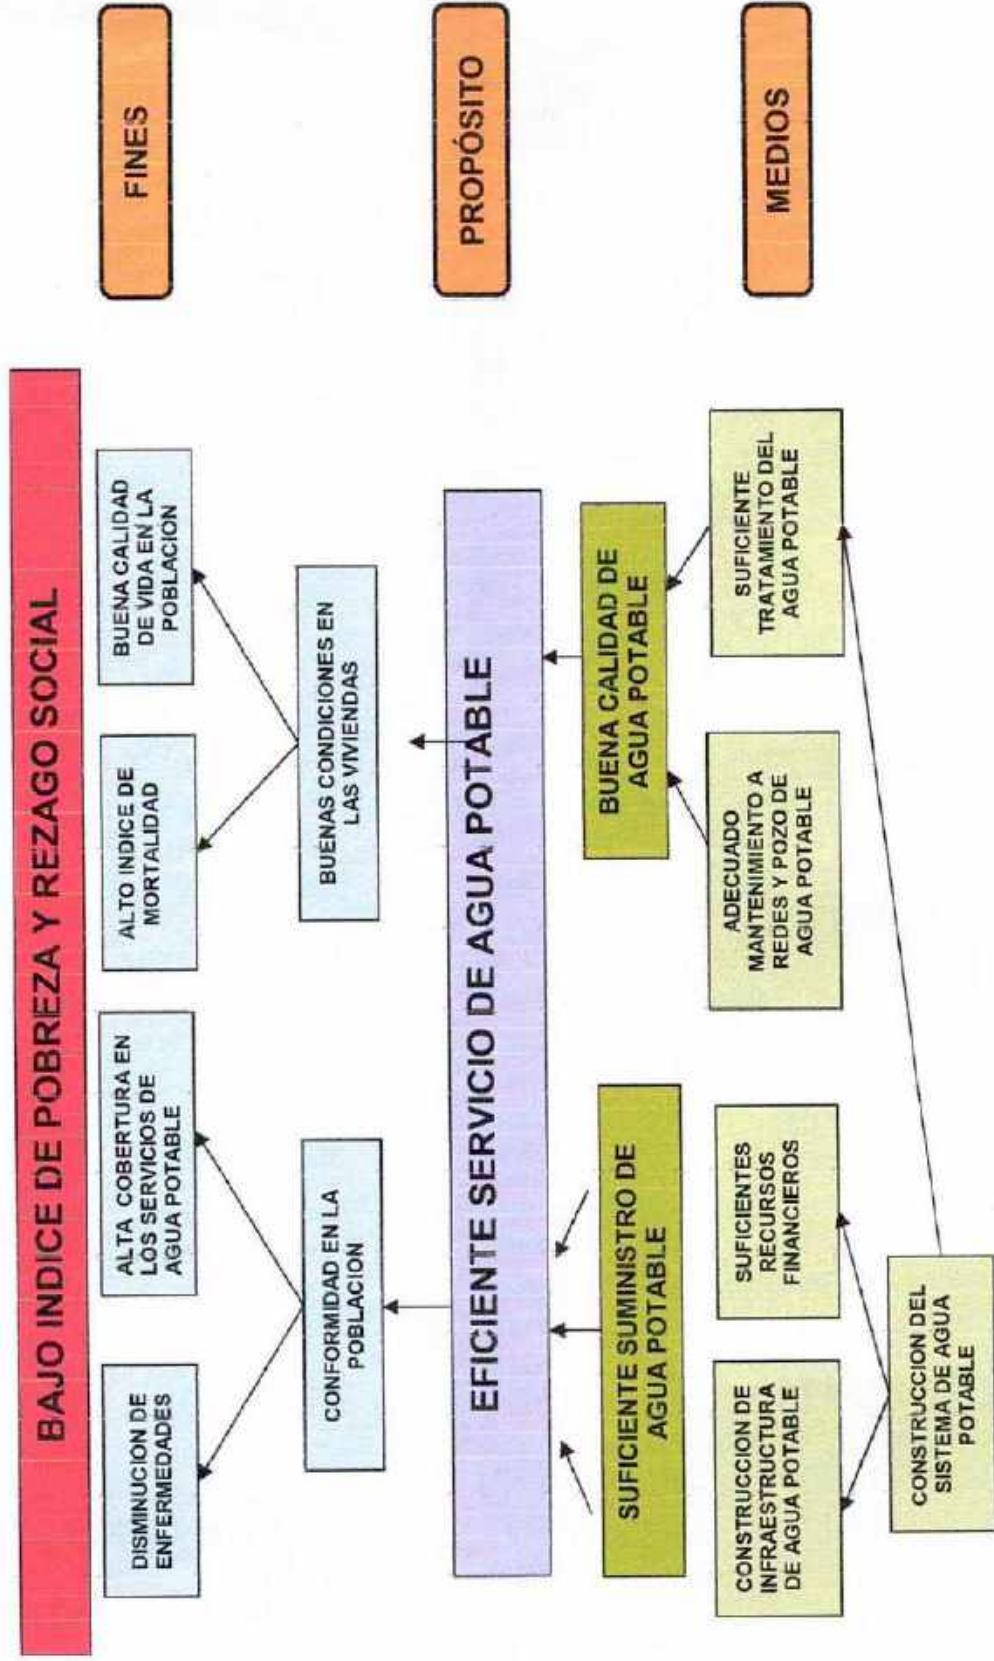 BAJO INDICE DE POBREZA Y REZAGO SOCIAL
FINES
DISMINUCION DE
ENFERMEDADES
ALTA COBERTURA EN
LOS SERVICIOS DE
AGUA POTABLE
ALTO INDICE DE
MORTALIDAD
BUENA CALIDAD
DE VIDA EN LA
POBLACION
CONFORMIDAD EN LA
POBLACION
BUENAS CONDICIONES EN
LAS VIVIENDAS
EFICIENTE SERVICIO DE AGUA POTABLE
PROPÓSITO
SUFICIENTE SUMINISTRO DE
AGUA POTABLE
BUENA CALIDAD DE
AGUA POTABLE
CONSTRUCCION DE
INFRAESTRUCTURA
DE AGUA POTABLE
SUFICIENTES
RECURSOS
FINANCIEROS
ADECUADO
MANTENIMIENTO A
REDES Y POZO DE
AGUA POTABLE
SUFICIENTE
TRATAMIENTO DEL
AGUA POTABLE
MEDIOS
CONSTRUCCION DEL
SISTEMA DE AGUA
POTABLE